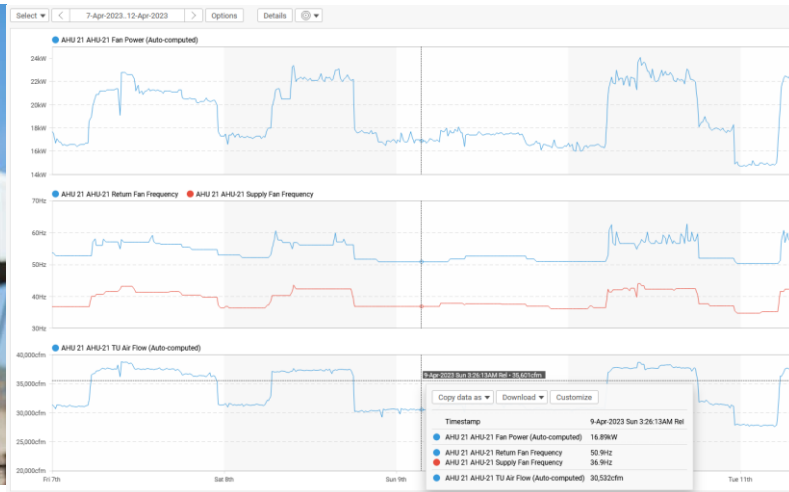 Select ▼ < 7-Apr-2023..12-Apr-2023 > Options Details ▼
AHU 21 AHU-21 Fan Power (Auto-computed)
24kW
22kW
20kW
18kW
16kW
14kW
AHU 21 AHU-21 Return Fan Frequency AHU 21 AHU-21 Supply Fan Frequency
70Hz
60Hz
50Hz
40Hz
30Hz
AHU 21 AHU-21 TU Air Flow (Auto-computed)
40,000cfm
35,000cfm
30,000cfm
25,000cfm
20,000cfm
9-Apr-2023 Sun 3:26:13AM Rel - 35,601cfm
Copy data as ▼ Download ▼ Customize
Timestamp 9-Apr-2023 Sun 3:26:13AM Rel
AHU 21 AHU-21 Fan Power (Auto-computed) 16.89kW
AHU 21 AHU-21 Return Fan Frequency 50.9Hz
AHU 21 AHU-21 Supply Fan Frequency 36.9Hz
AHU 21 AHU-21 TU Air Flow (Auto-computed) 30,532cfm
Fri 7th Sat 8th Sun 9th Tue 11th